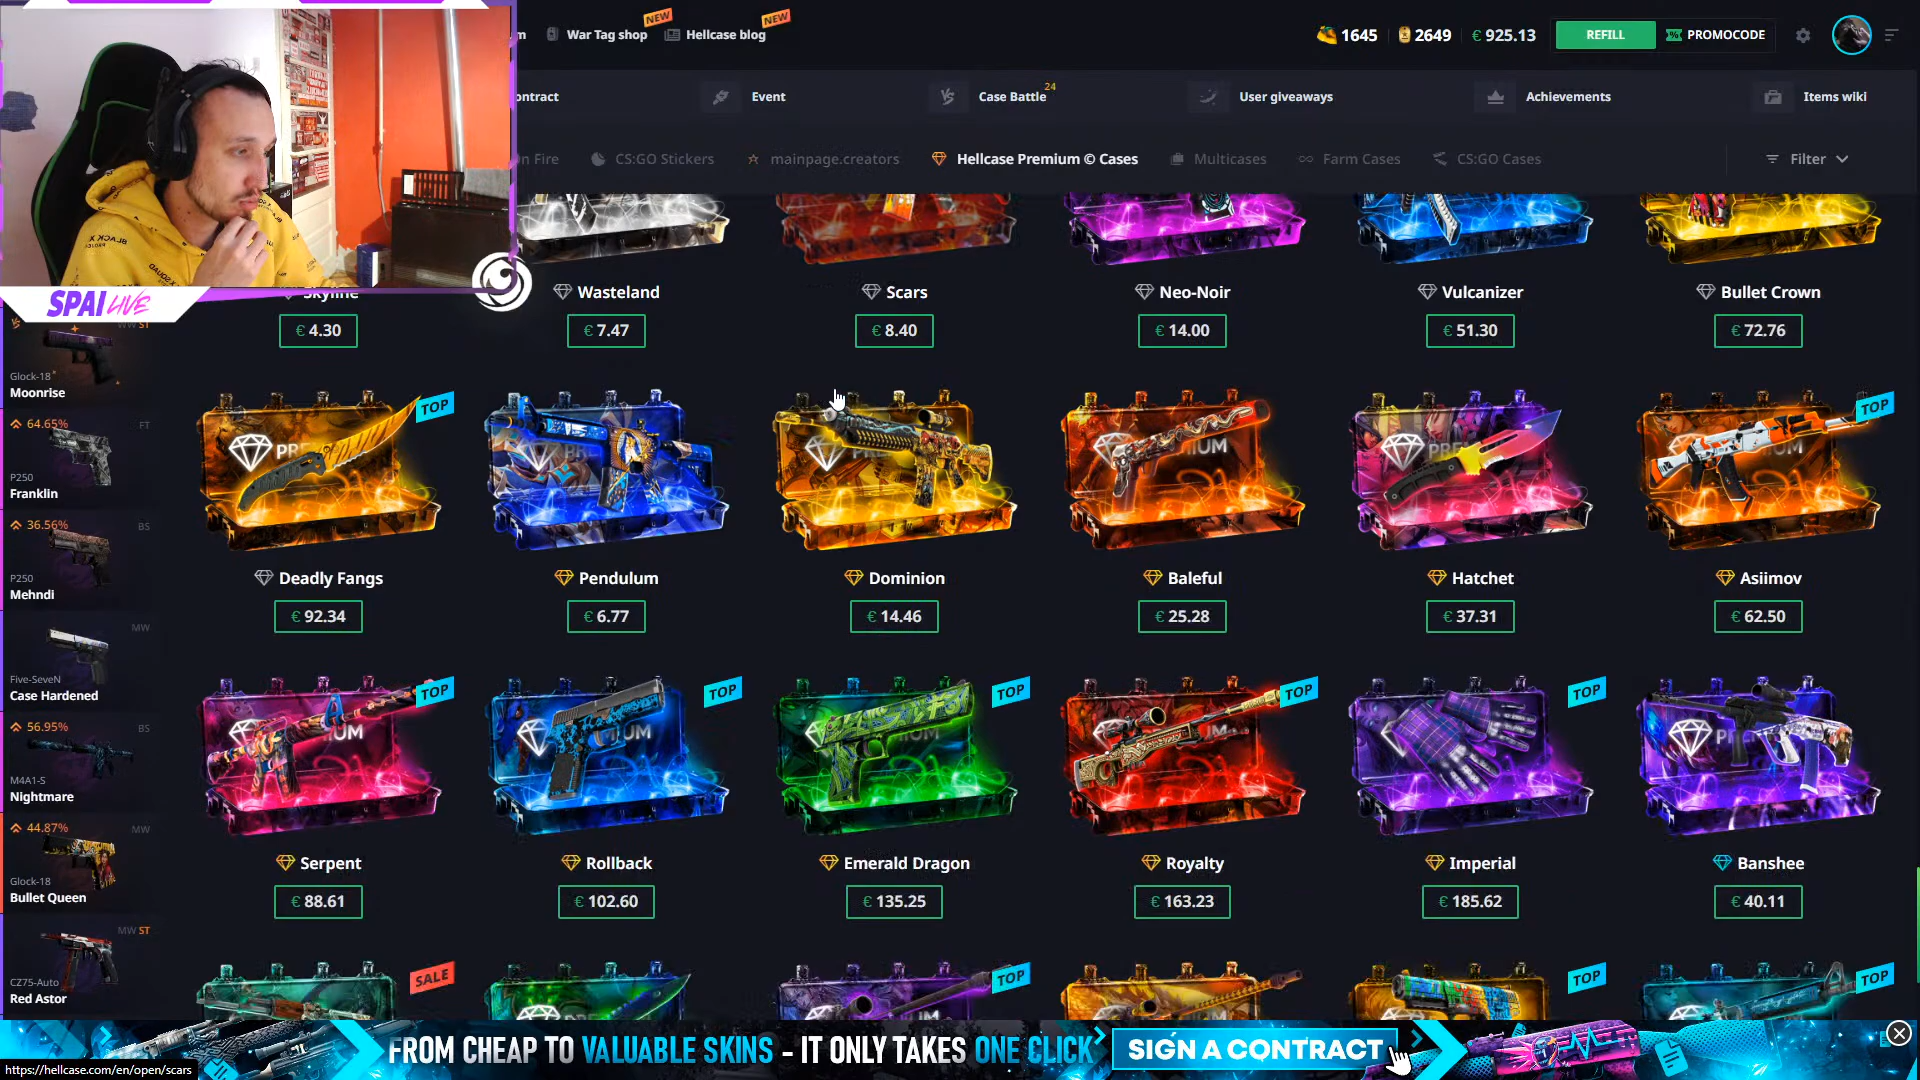 m
War Tag shop
NEW
Hellcase blog
NEW
1645
2649
€ 925.13
REFILL
% PROMOCODE
ontract
Event
Case Battle
24
User giveaways
Achievements
Items wiki
n Fire
CS:GO Stickers
mainpage.creators
Hellcase Premium © Cases
Multicases
Farm Cases
CS:GO Cases
Filter
SPAI LIVE
Skyline
Wasteland
Scars
Neo-Noir
Vulcanizer
Bullet Crown
€ 4.30
€ 7.47
€ 8.40
€ 14.00
€ 51.30
€ 72.76
WW ST
Glock-18
Moonrise
64.65%
FT
P250
Franklin
36.56%
BS
P250
Mehndi
MW
Five-SeveN
Case Hardened
56.95%
BS
M4A1-S
Nightmare
44.87%
MW
Glock-18
Bullet Queen
MW ST
CZ75-Auto
Red Astor
TOP
TOP
Deadly Fangs
Pendulum
Dominion
Baleful
Hatchet
Asiimov
€ 92.34
€ 6.77
€ 14.46
€ 25.28
€ 37.31
€ 62.50
TOP
TOP
TOP
TOP
TOP
Serpent
Rollback
Emerald Dragon
Royalty
Imperial
Banshee
€ 88.61
€ 102.60
€ 135.25
€ 163.23
€ 185.62
€ 40.11
SALE
TOP
TOP
TOP
FROM CHEAP TO VALUABLE SKINS - IT ONLY TAKES ONE CLICK
SIGN A CONTRACT
https://hellcase.com/en/open/scars